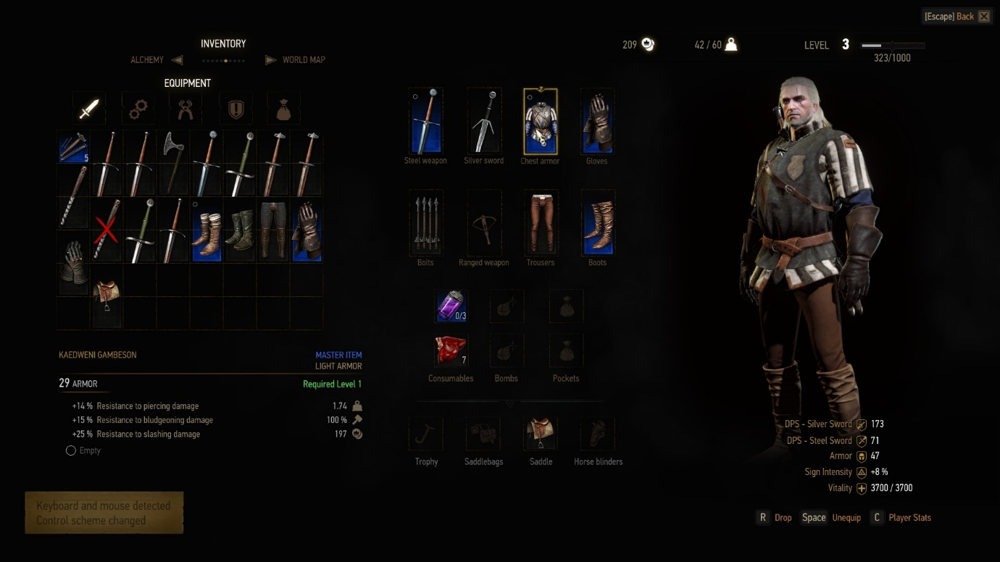 [Escape] Back
INVENTORY
209
42 / 60
LEVEL 3
323/1000
ALCHEMY
WORLD MAP
EQUIPMENT
5
Steel weapon
Silver sword
Chest armor
Gloves
Bolts
Ranged weapon
Trousers
Boots
0/3
7
Consumables
Bombs
Pockets
Trophy
Saddlebags
Saddle
Horse blinders
KAEDWENI GAMBESON
MASTER ITEM
LIGHT ARMOR
29 ARMOR
Required Level 1
+14 % Resistance to piercing damage
1.74
+15 % Resistance to bludgeoning damage
100 %
+25 % Resistance to slashing damage
197
Empty
DPS - Silver Sword 173
DPS - Steel Sword 71
Armor 47
Sign Intensity +8 %
Vitality 3700 / 3700
Keyboard and mouse detected
Control scheme changed
R Drop Space Unequip C Player Stats